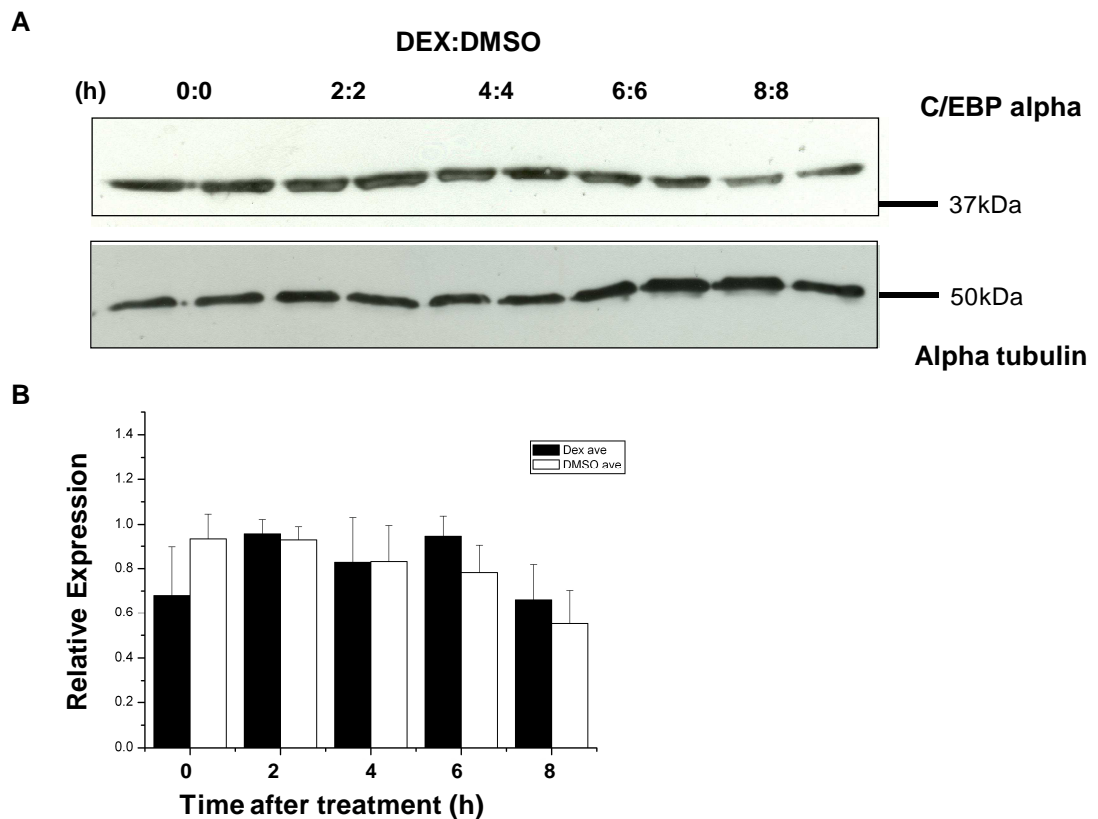 A
DEX:DMSO
(h) 0:0 2:2 4:4 6:6 8:8
C/EBP alpha
37kDa
50kDa
Alpha tubulin
B
1.4
1.2
1.0
0.8
0.6
0.4
0.2
0.0
Relative Expression
Dex ave
DMSO ave
0 2 4 6 8
Time after treatment (h)